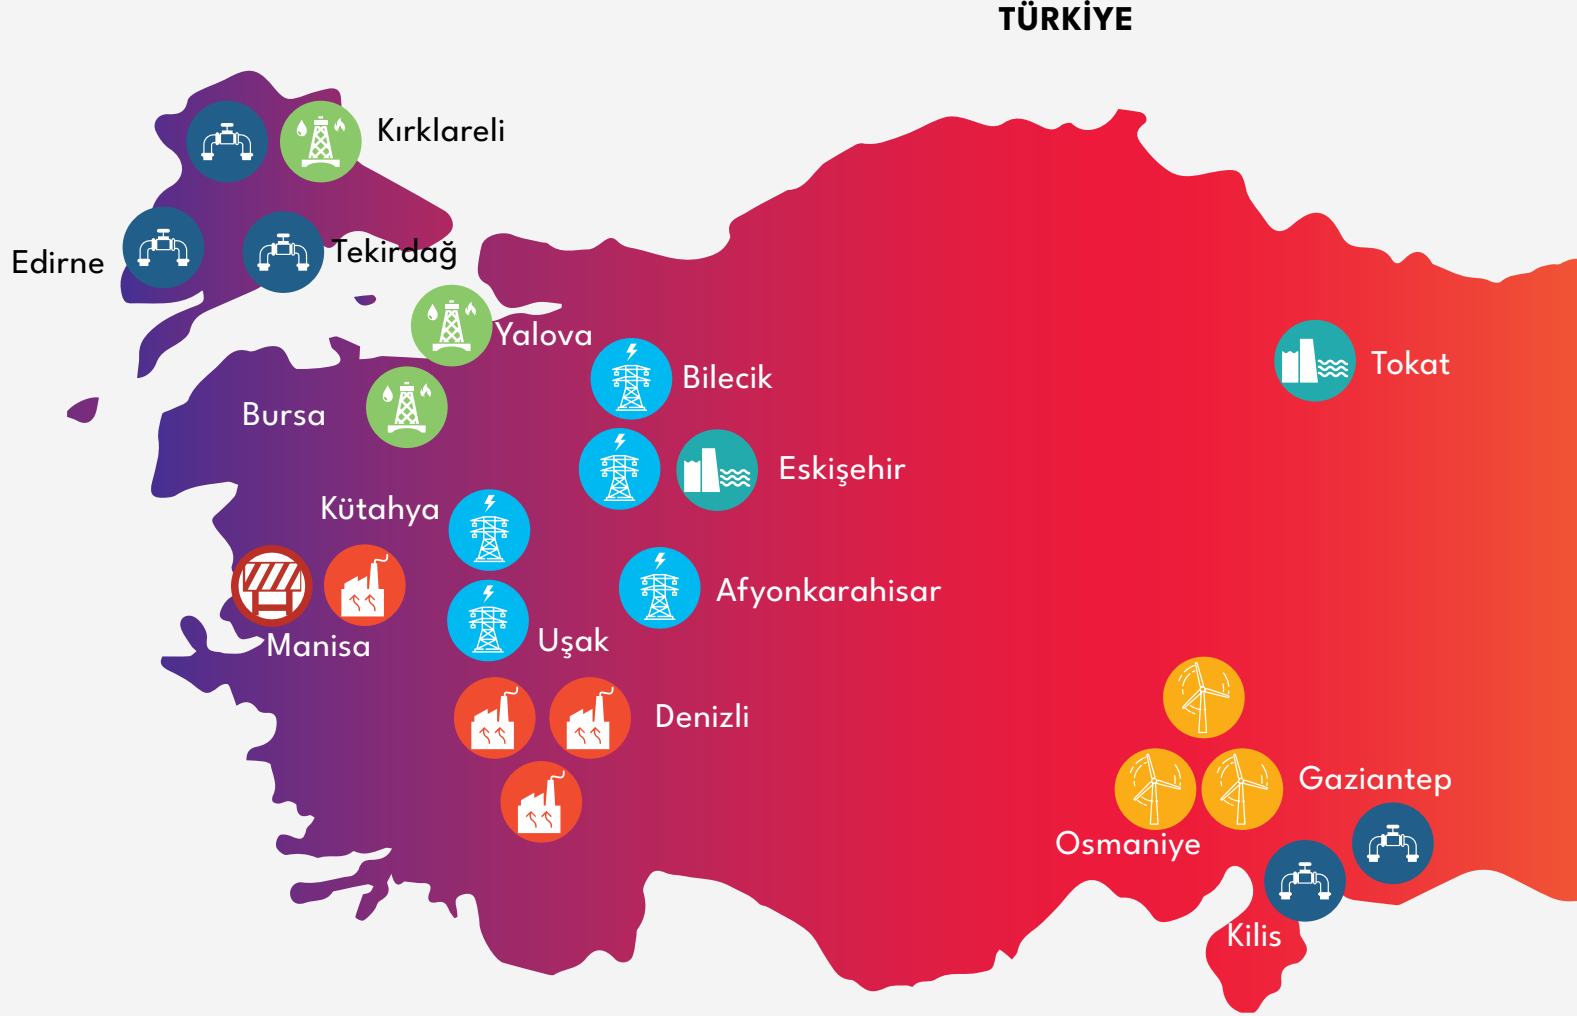 TÜRKİYE
Kırklareli
Edirne
Tekirdağ
Yalova
Bilecik
Tokat
Bursa
Eskişehir
Kütahya
Afyonkarahisar
Manisa
Uşak
Denizli
Gaziantep
Osmaniye
Kilis